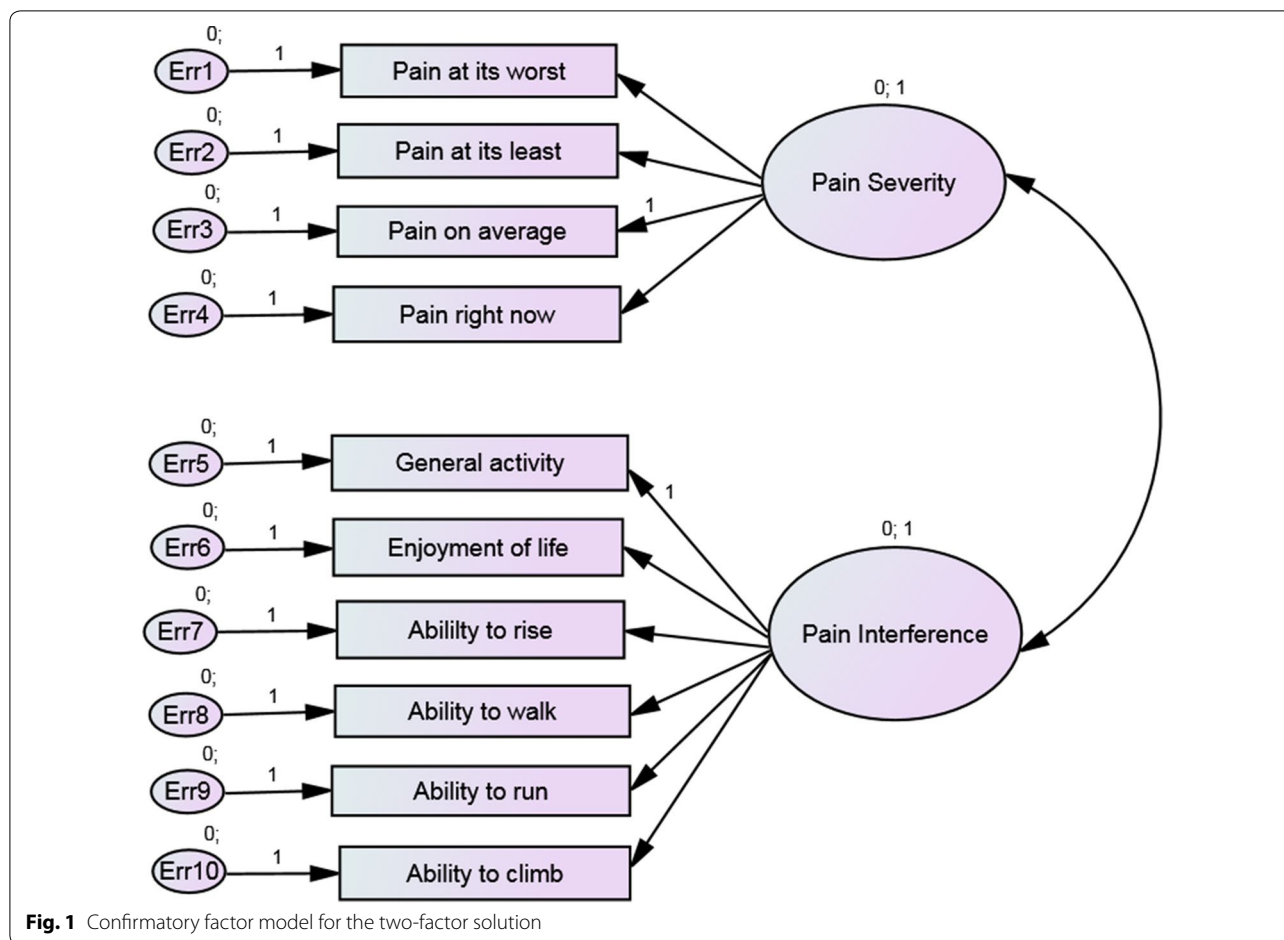 0;
Err1
1
Pain at its worst
0;
Err2
1
Pain at its least
0;
Err3
1
Pain on average
1
0;
Err4
1
Pain right now
0; 1
Pain Severity
0;
Err5
1
General activity
1
0;
Err6
1
Enjoyment of life
0;
Err7
1
Abililty to rise
0;
Err8
1
Ability to walk
0;
Err9
1
Ability to run
0;
Err10
1
Ability to climb
0; 1
Pain Interference
Fig. 1 Confirmatory factor model for the two-factor solution